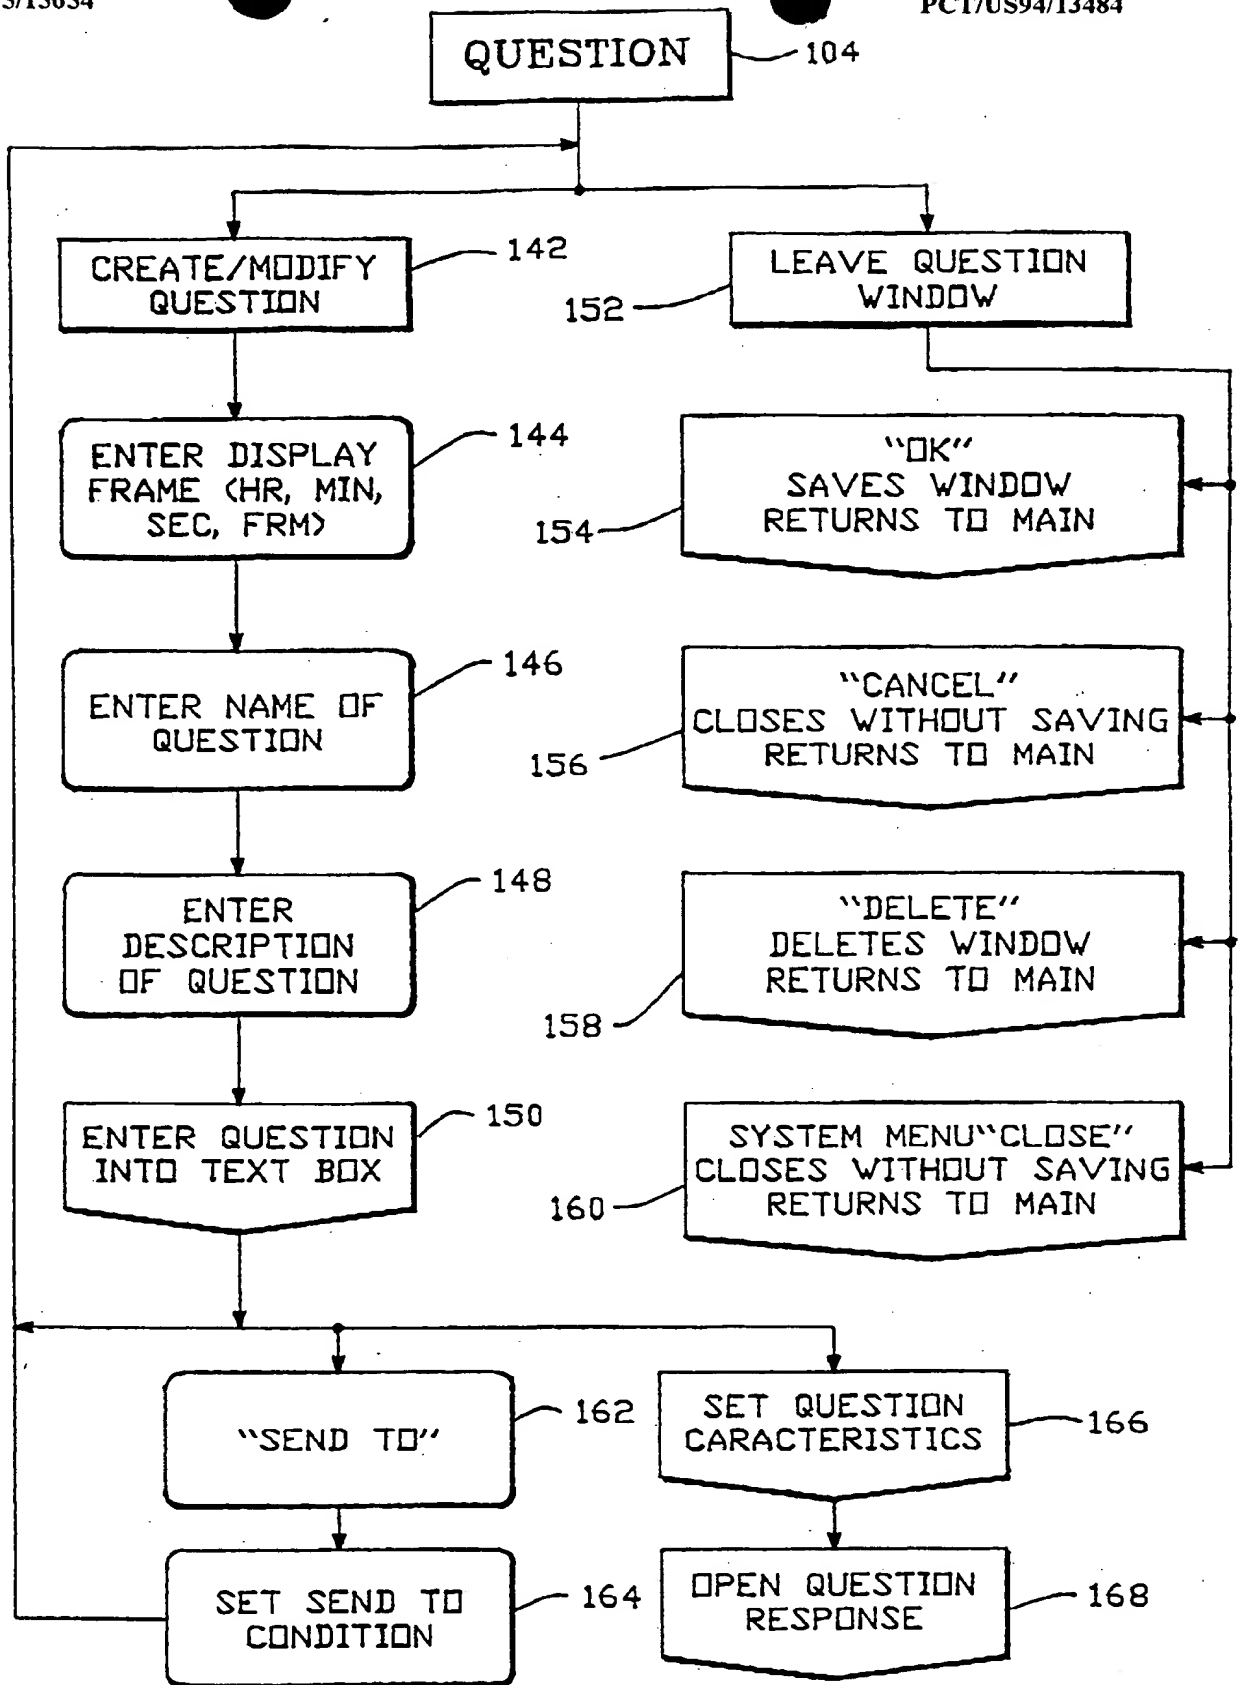 PCT/US94/13484
QUESTION
104
CREATE/MODIFY
QUESTION
142
LEAVE QUESTION
WINDOW
152
ENTER DISPLAY
FRAME (HR, MIN,
SEC, FRM)
144
"OK"
SAVES WINDOW
RETURNS TO MAIN
154
ENTER NAME OF
QUESTION
146
"CANCEL"
CLOSES WITHOUT SAVING
RETURNS TO MAIN
156
ENTER
DESCRIPTION
OF QUESTION
148
"DELETE"
DELETES WINDOW
RETURNS TO MAIN
158
ENTER QUESTION
INTO TEXT BOX
150
SYSTEM MENU"CLOSE"
CLOSES WITHOUT SAVING
RETURNS TO MAIN
160
"SEND TO"
162
SET QUESTION
CARACTERISTICS
166
SET SEND TO
CONDITION
164
OPEN QUESTION
RESPONSE
168